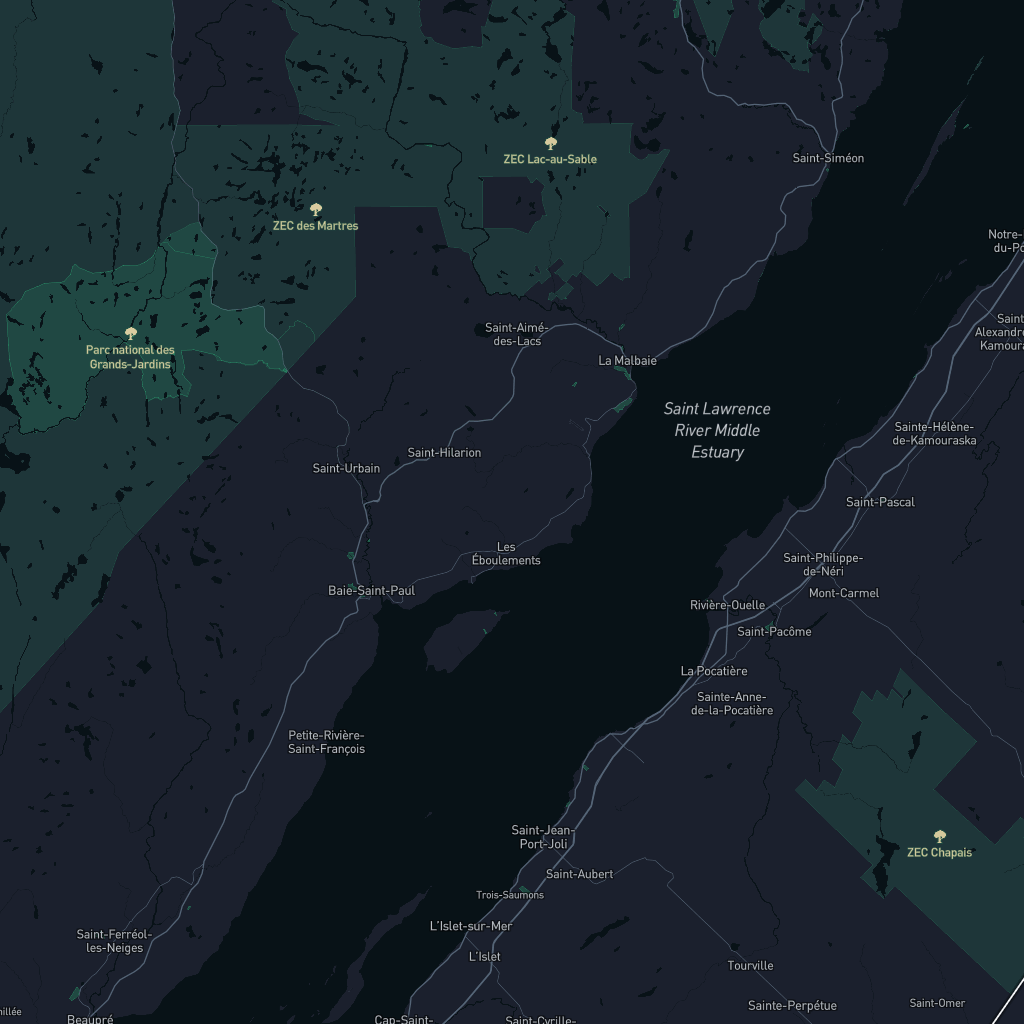 ZEC Lac-au-Sable
Saint-Siméon
ZEC des Martres
Notre-
du-Po
Saint-
Alexandre
Kamoura
Saint-Aimé-
des-Lacs
Parc national des
Grands-Jardins
La Malbaie
Saint Lawrence
River Middle
Estuary
Sainte-Hélène-
de-Kamouraska
Saint-Hilarion
Saint-Urbain
Saint-Pascal
Les
Éboulements
Saint-Philippe-
de-Néri
Baie-Saint-Paul
Mont-Carmel
Rivière-Ouelle
Saint-Pacôme
La Pocatière
Sainte-Anne-
de-la-Pocatière
Petite-Rivière-
Saint-François
Saint-Jean-
Port-Joli
ZEC Chapais
Saint-Aubert
Trois-Saumons
L'Islet-sur-Mer
Saint-Ferréol-
les-Neiges
L'Islet
Tourville
Sainte-Perpétue
Saint-Omer
Beaupré
Cap-Saint-
Saint-Cyrille-